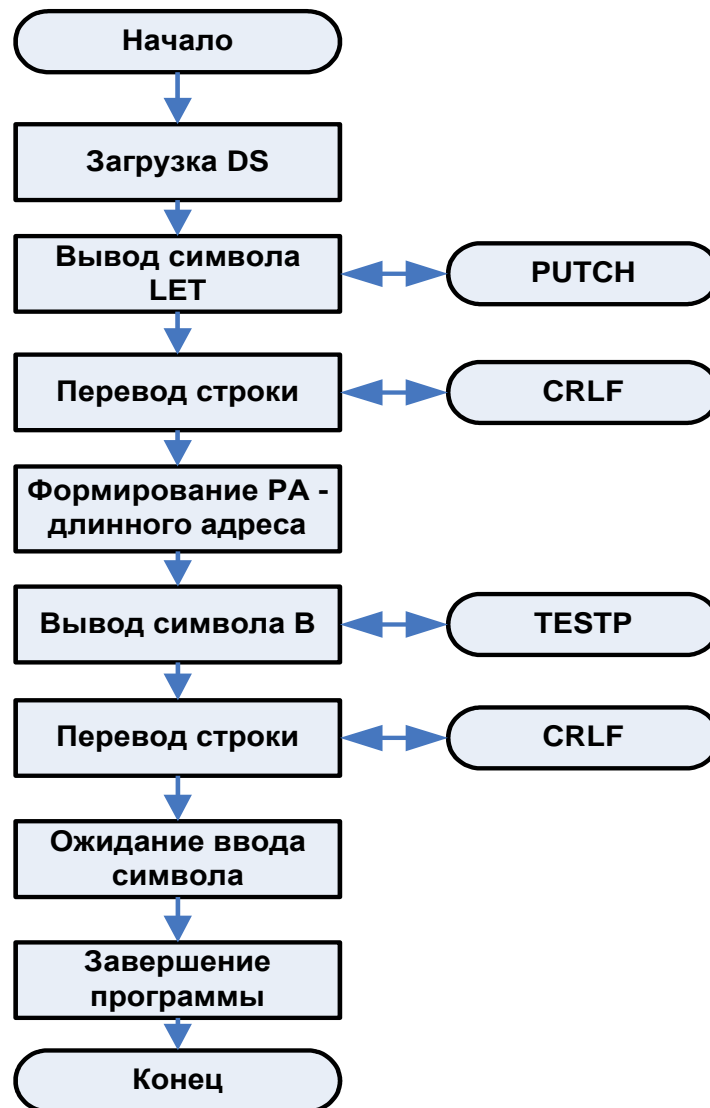 Начало
Загрузка DS
Вывод символа
LET
PUTCH
Перевод строки
CRLF
Формирование PA -
длинного адреса
Вывод символа B
TESTP
Перевод строки
CRLF
Ожидание ввода
символа
Завершение
программы
Конец